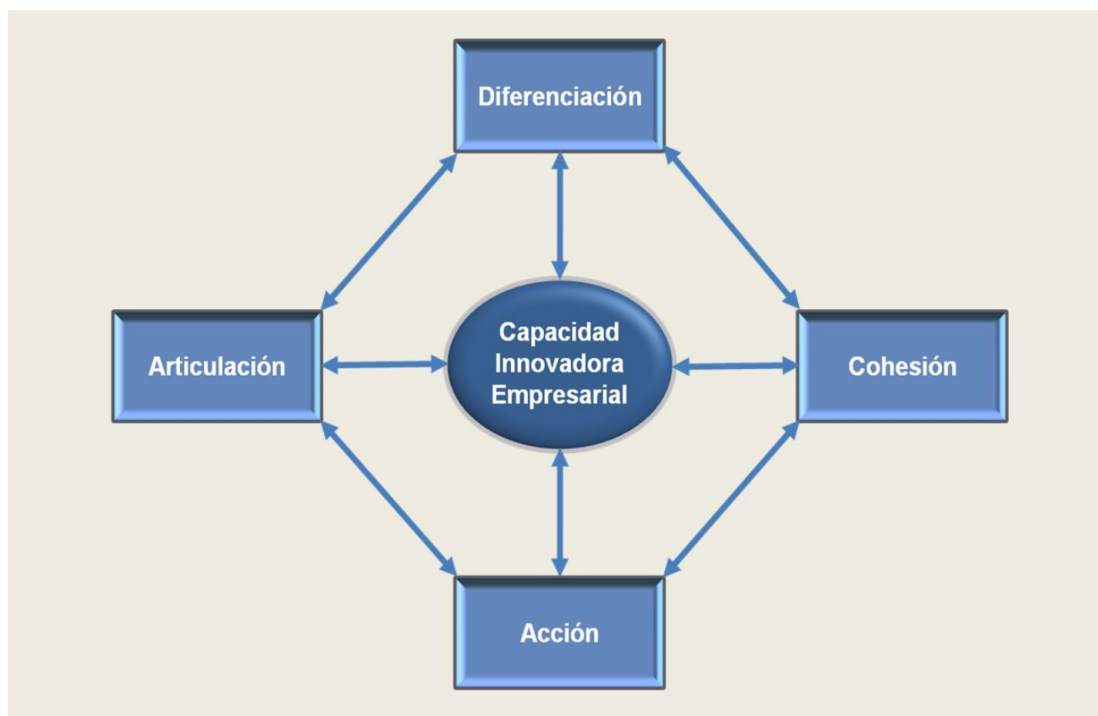 Diferenciación
Articulación
Capacidad
Innovadora
Empresarial
Cohesión
Acción